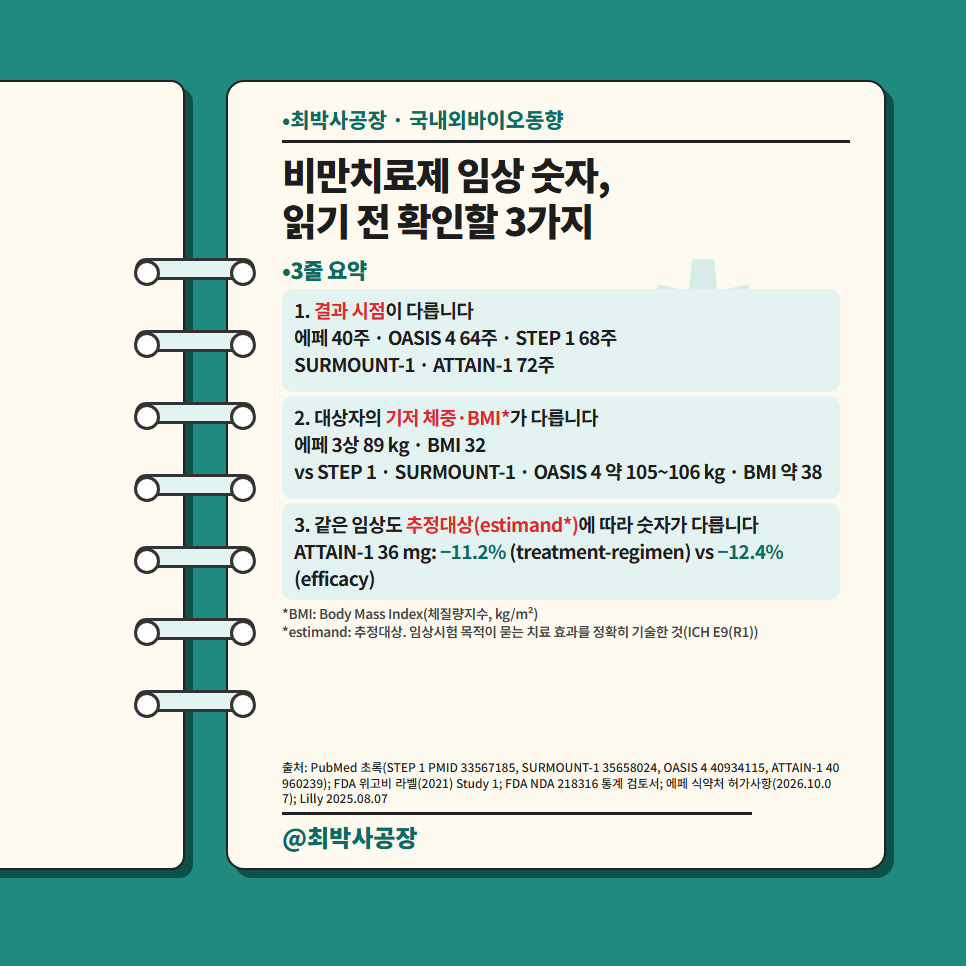 •최박사공장 · 국내외바이오동향
비만치료제 임상 숫자,
읽기 전 확인할 3가지
•3줄 요약
1. 결과 시점이 다릅니다
에페 40주 · OASIS 4 64주 · STEP 1 68주
SURMOUNT-1 · ATTAIN-1 72주
2. 대상자의 기저 체중·BMI*가 다릅니다
에페 3상 89 kg · BMI 32
vs STEP 1 · SURMOUNT-1 · OASIS 4 약 105~106 kg · BMI 약 38
3. 같은 임상도 추정대상(estimand*)에 따라 숫자가 다릅니다
ATTAIN-1 36 mg: −11.2% (treatment-regimen) vs −12.4%
(efficacy)
*BMI: Body Mass Index(체질량지수, kg/m²)
*estimand: 추정대상. 임상시험 목적이 묻는 치료 효과를 정확히 기술한 것(ICH E9(R1))
출처: PubMed 초록(STEP 1 PMID 33567185, SURMOUNT-1 35658024, OASIS 4 40934115, ATTAIN-1 40
960239); FDA 위고비 라벨(2021) Study 1; FDA NDA 218316 통계 검토서; 에페 식약처 허가사항(2026.10.0
7); Lilly 2025.08.07
@최박사공장